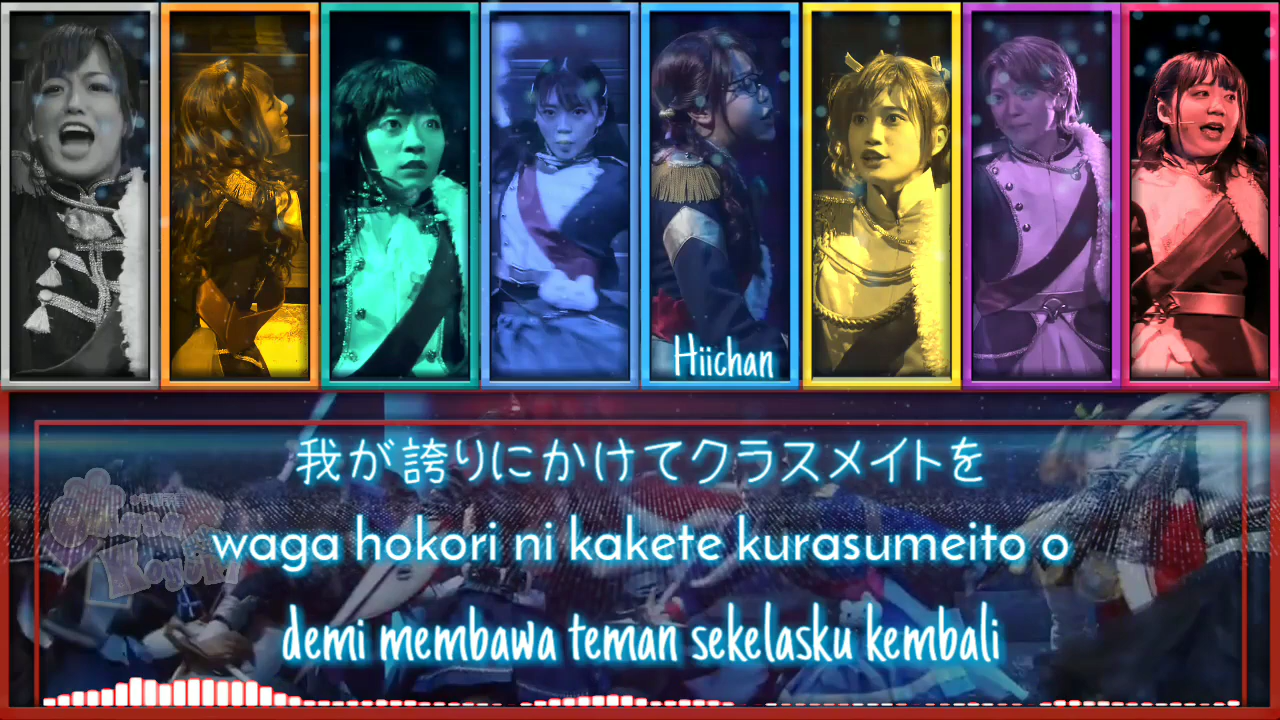 Hiichan
我が誇りにかけてクラスメイトを
waga hokori ni kakete kurasumeito o
demi membawa teman sekelasku kembali